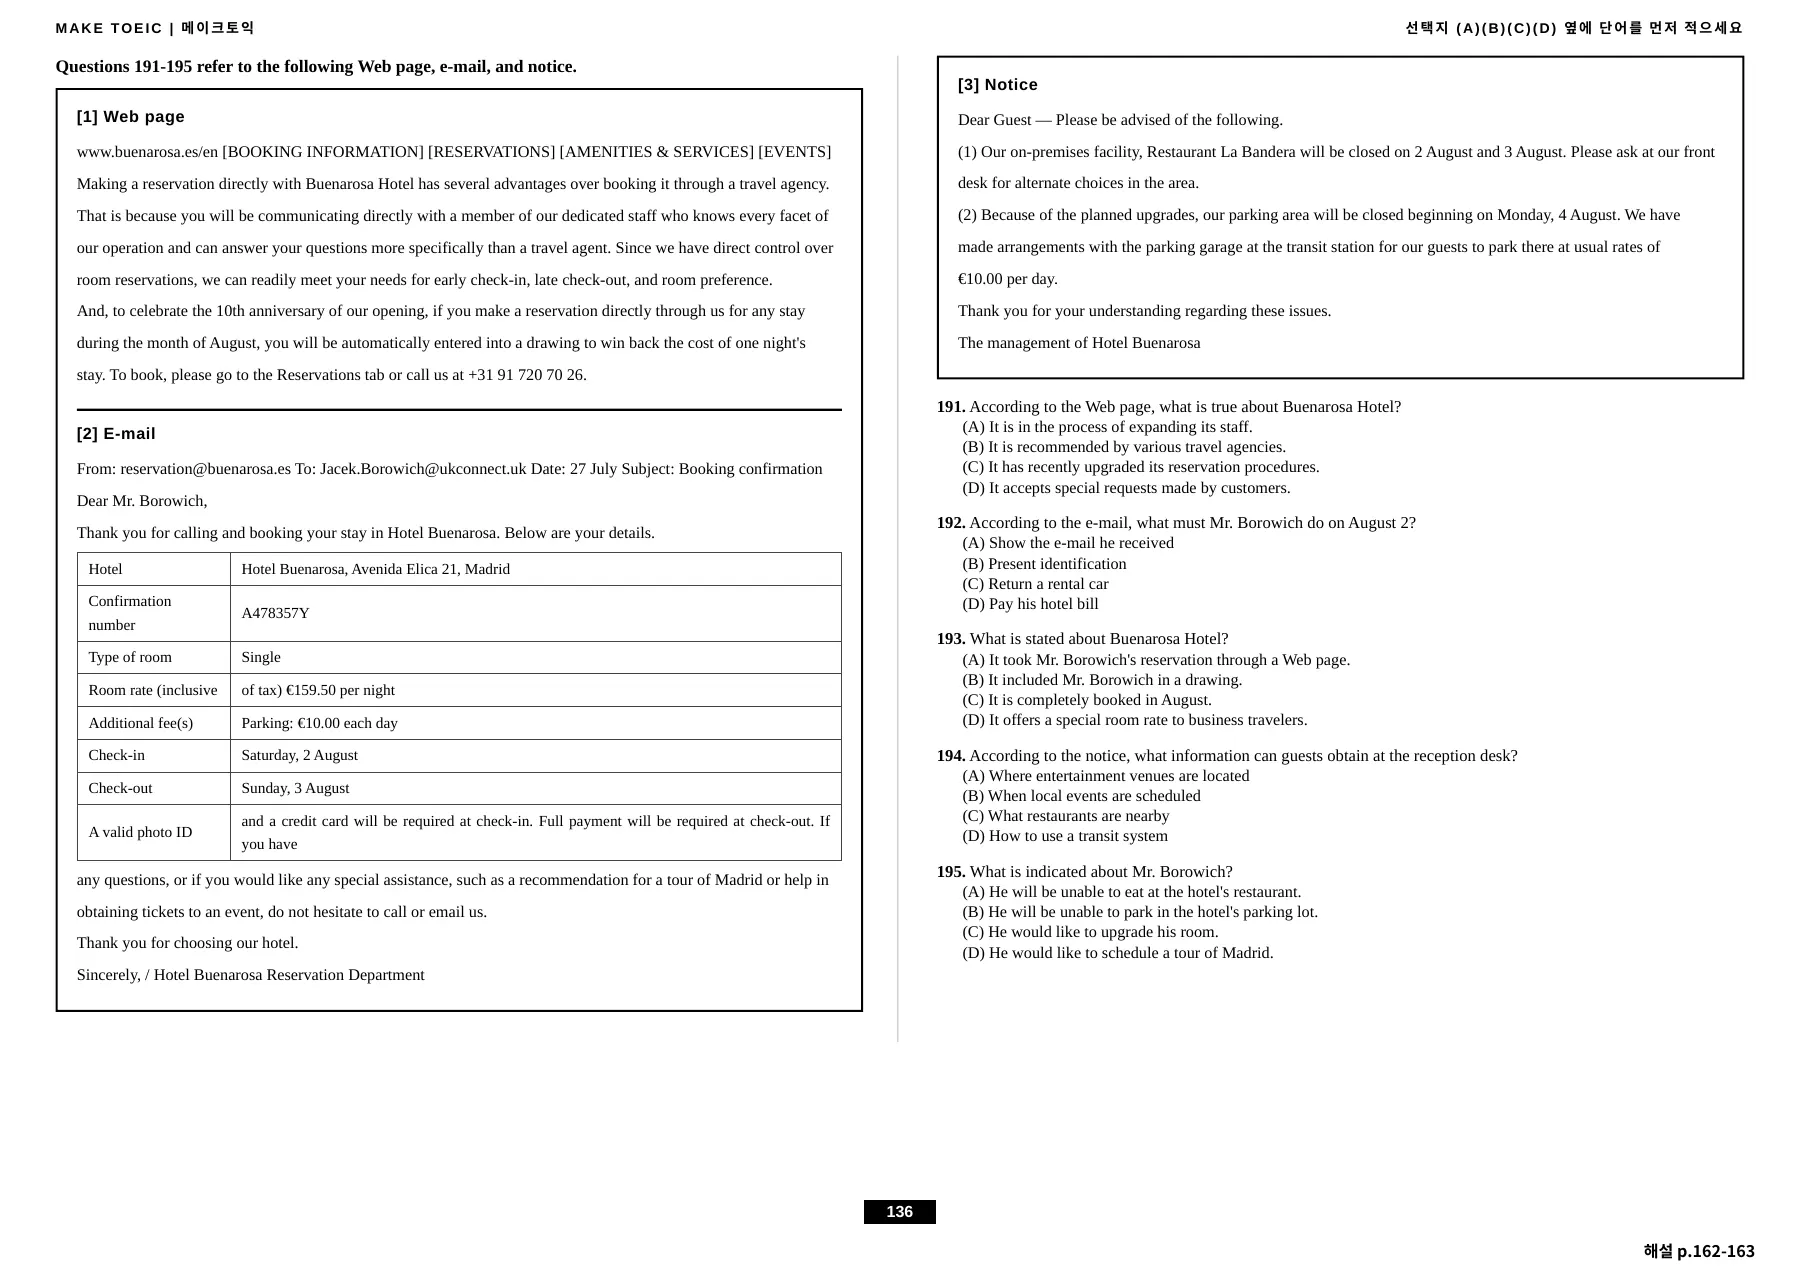 MAKE TOEIC | 메이크토익
선택지 (A)(B)(C)(D) 옆에 단어를 먼저 적으세요
Questions 191-195 refer to the following Web page, e-mail, and notice.
[1] Web page
www.buenarosa.es/en [BOOKING INFORMATION] [RESERVATIONS] [AMENITIES & SERVICES] [EVENTS]
Making a reservation directly with Buenarosa Hotel has several advantages over booking it through a travel agency.
That is because you will be communicating directly with a member of our dedicated staff who knows every facet of
our operation and can answer your questions more specifically than a travel agent. Since we have direct control over
room reservations, we can readily meet your needs for early check-in, late check-out, and room preference.
And, to celebrate the 10th anniversary of our opening, if you make a reservation directly through us for any stay
during the month of August, you will be automatically entered into a drawing to win back the cost of one night's
stay. To book, please go to the Reservations tab or call us at +31 91 720 70 26.
[2] E-mail
From: reservation@buenarosa.es To: Jacek.Borowich@ukconnect.uk Date: 27 July Subject: Booking confirmation
Dear Mr. Borowich,
Thank you for calling and booking your stay in Hotel Buenarosa. Below are your details.
Hotel Hotel Buenarosa, Avenida Elica 21, Madrid
Confirmation
number
A478357Y
Type of room Single
Room rate (inclusive of tax) €159.50 per night
Additional fee(s) Parking: €10.00 each day
Check-in Saturday, 2 August
Check-out Sunday, 3 August
A valid photo ID
and a credit card will be required at check-in. Full payment will be required at check-out. If
you have
any questions, or if you would like any special assistance, such as a recommendation for a tour of Madrid or help in
obtaining tickets to an event, do not hesitate to call or email us.
Thank you for choosing our hotel.
Sincerely, / Hotel Buenarosa Reservation Department
[3] Notice
Dear Guest — Please be advised of the following.
(1) Our on-premises facility, Restaurant La Bandera will be closed on 2 August and 3 August. Please ask at our front
desk for alternate choices in the area.
(2) Because of the planned upgrades, our parking area will be closed beginning on Monday, 4 August. We have
made arrangements with the parking garage at the transit station for our guests to park there at usual rates of
€10.00 per day.
Thank you for your understanding regarding these issues.
The management of Hotel Buenarosa
191. According to the Web page, what is true about Buenarosa Hotel?
(A) It is in the process of expanding its staff.
(B) It is recommended by various travel agencies.
(C) It has recently upgraded its reservation procedures.
(D) It accepts special requests made by customers.
192. According to the e-mail, what must Mr. Borowich do on August 2?
(A) Show the e-mail he received
(B) Present identification
(C) Return a rental car
(D) Pay his hotel bill
193. What is stated about Buenarosa Hotel?
(A) It took Mr. Borowich's reservation through a Web page.
(B) It included Mr. Borowich in a drawing.
(C) It is completely booked in August.
(D) It offers a special room rate to business travelers.
194. According to the notice, what information can guests obtain at the reception desk?
(A) Where entertainment venues are located
(B) When local events are scheduled
(C) What restaurants are nearby
(D) How to use a transit system
195. What is indicated about Mr. Borowich?
(A) He will be unable to eat at the hotel's restaurant.
(B) He will be unable to park in the hotel's parking lot.
(C) He would like to upgrade his room.
(D) He would like to schedule a tour of Madrid.
136
해설 p.162-163